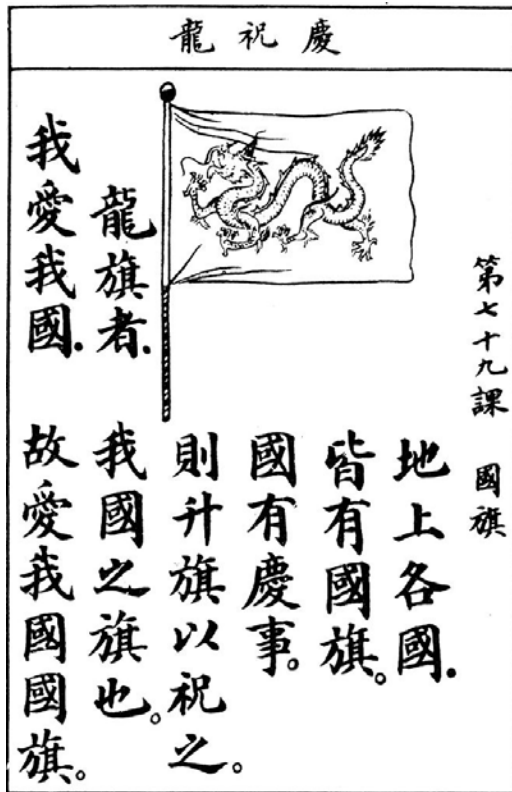 慶祝龍
第七十九課 國旗
地上各國.
皆有國旗。
國有慶事。
則升旗以祝之。
龍旗者.我國之旗也。
我愛我國.故愛我國國旗。